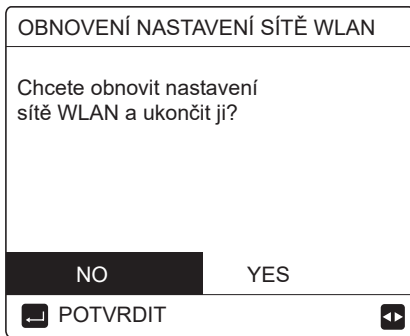 OBNOVENÍ NASTAVENÍ SÍTĚ WLAN
Chcete obnovit nastavení
sítě WLAN a ukončit ji?
NO YES
POTVRDIT